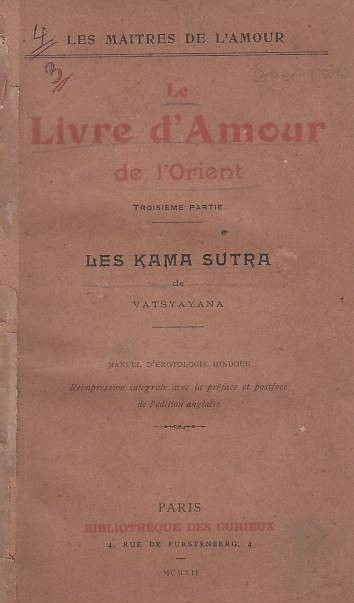 4
LES MAITRES DE L'AMOUR
Le
Livre d'Amour
de l'Orient
TROISIÈME PARTIE
LES KAMA SUTRA
de
VATSYAYANA
MANUEL D'ÉROTOLOGIE HINDOUE
Réimpression intégrale avec la préface et postface
de l'édition anglaise
PARIS
BIBLIOTHÈQUE DES CURIEUX
4, RUE DE FURSTENBERG, 4
MCMXII